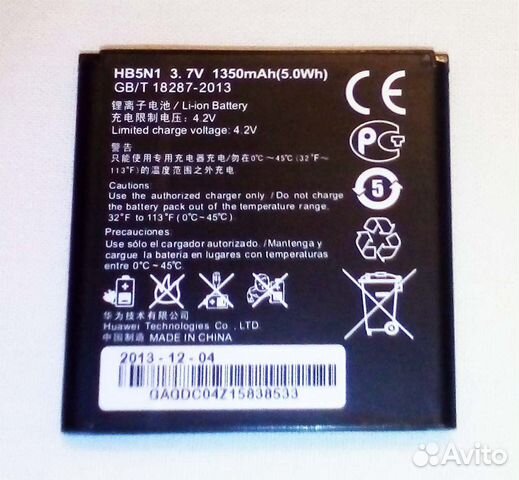 HB5N1 3.7V 1350mAh(5.0Wh)
GB/T 18287-2013
锂离子电池/ Li-ion Battery
充电限制电压: 4.2V
Limited charge voltage: 4.2V
警告:
只能使用专用充电器充电/勿在0℃～45℃(32˚F～
113˚F)的温度范围之外充电
Cautions:
Use the authorized charger only / Do not charge
the battery pack out of the temperature range.
32˚F to 113˚F (0℃~45℃)
Precauciones:
Use sólo el cargador autorizado. /Mantenga y
cargue la batería en lugares con temperaturas
entre 0℃~45℃
华为技术有限公司
Huawei Technologies Co., LTD.
中国制造 MADE IN CHINA
2013-12-04
GAGDC04Z15838533
CE
РСТ
5
Avito